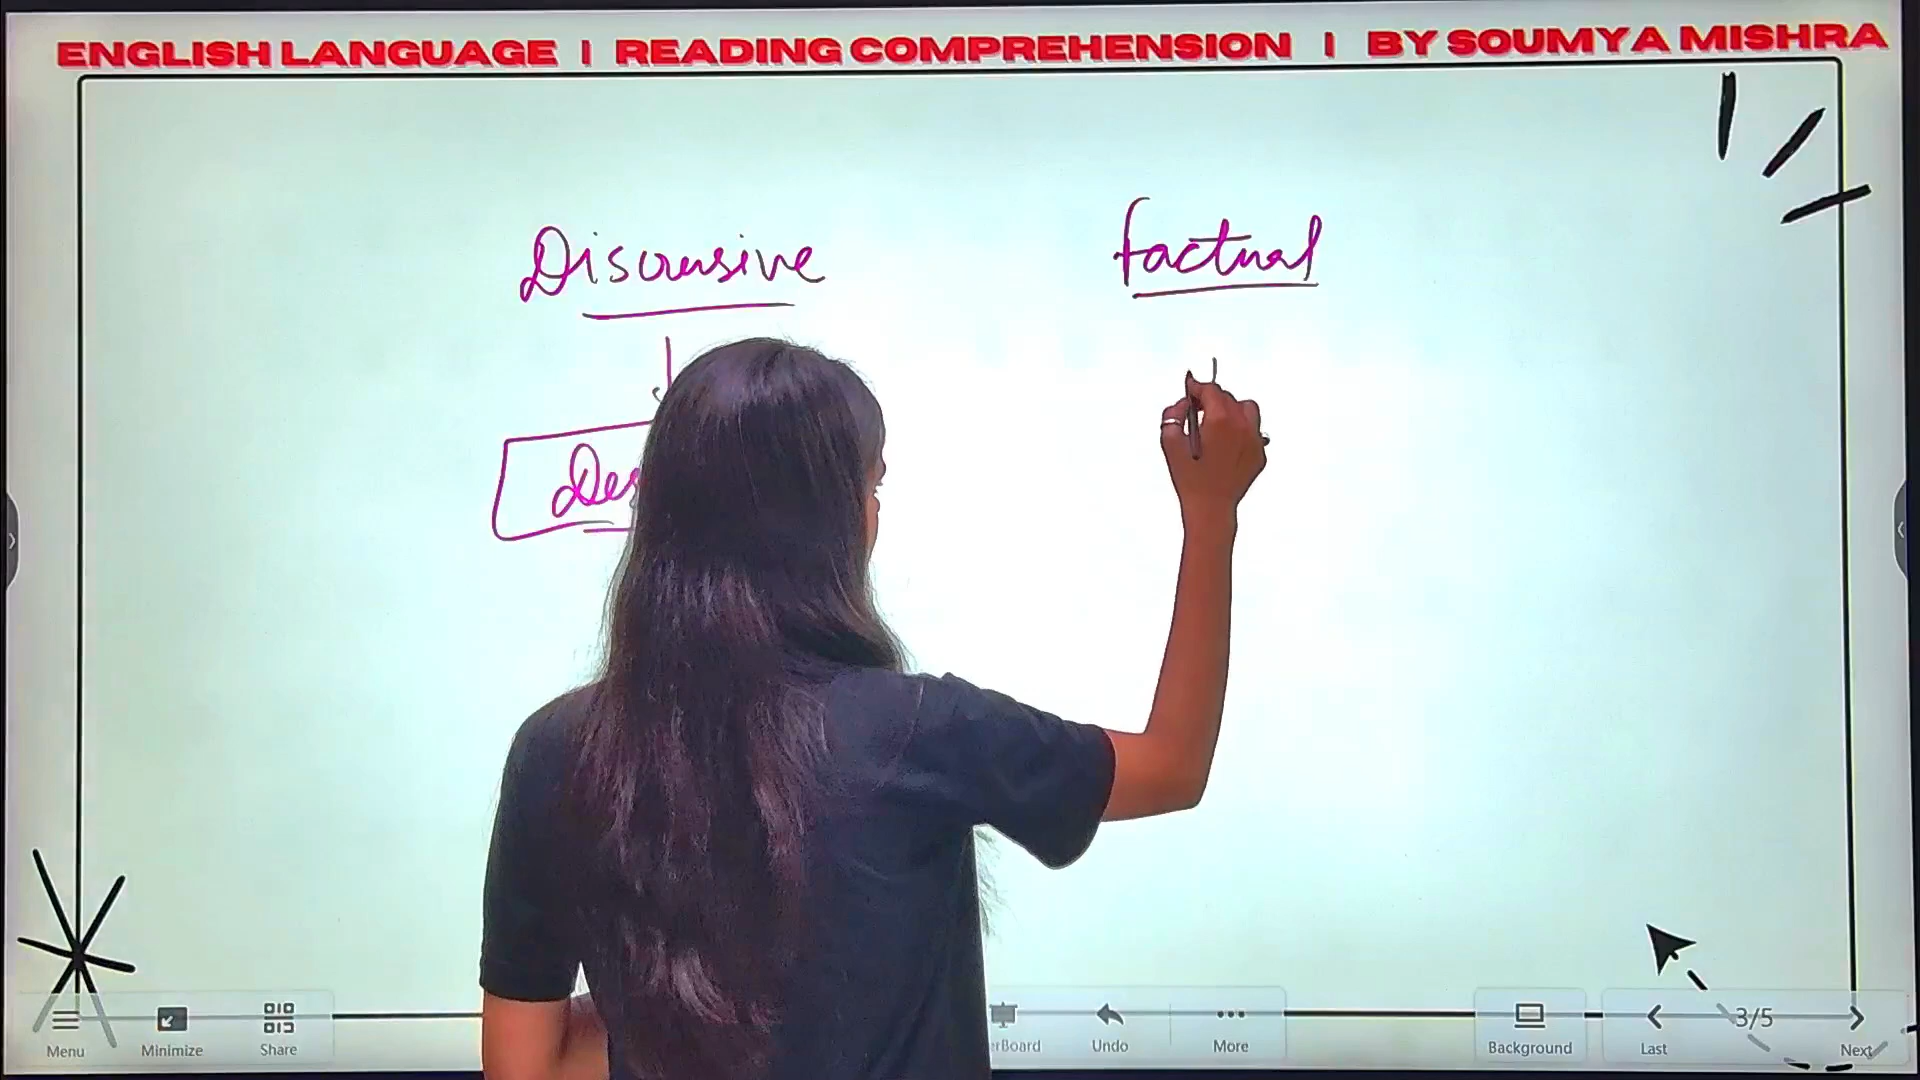 ENGLISH LANGUAGE | READING COMPREHENSION | BY SOUMYA MISHRA
Discursive
factual
Menu
Minimize
Share
Undo
More
Background
Last
3/5
Next